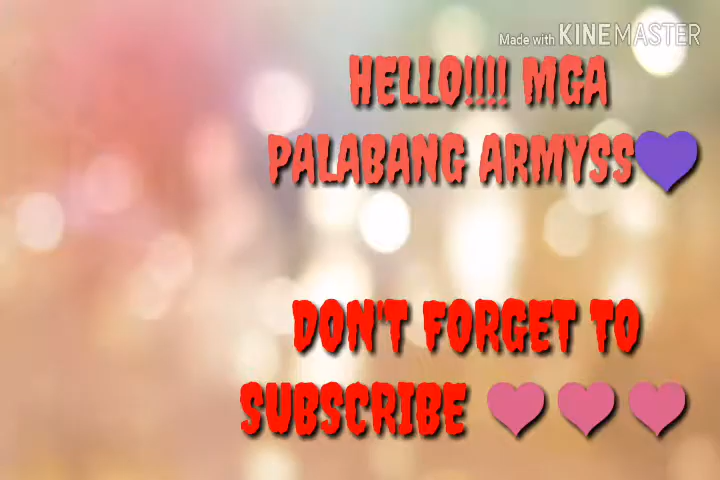 Made with KINEMASTER
HELLO!!!! MGA
PALABANG ARMYSS💜
DON'T FORGET TO
SUBSCRIBE 💗💗💗